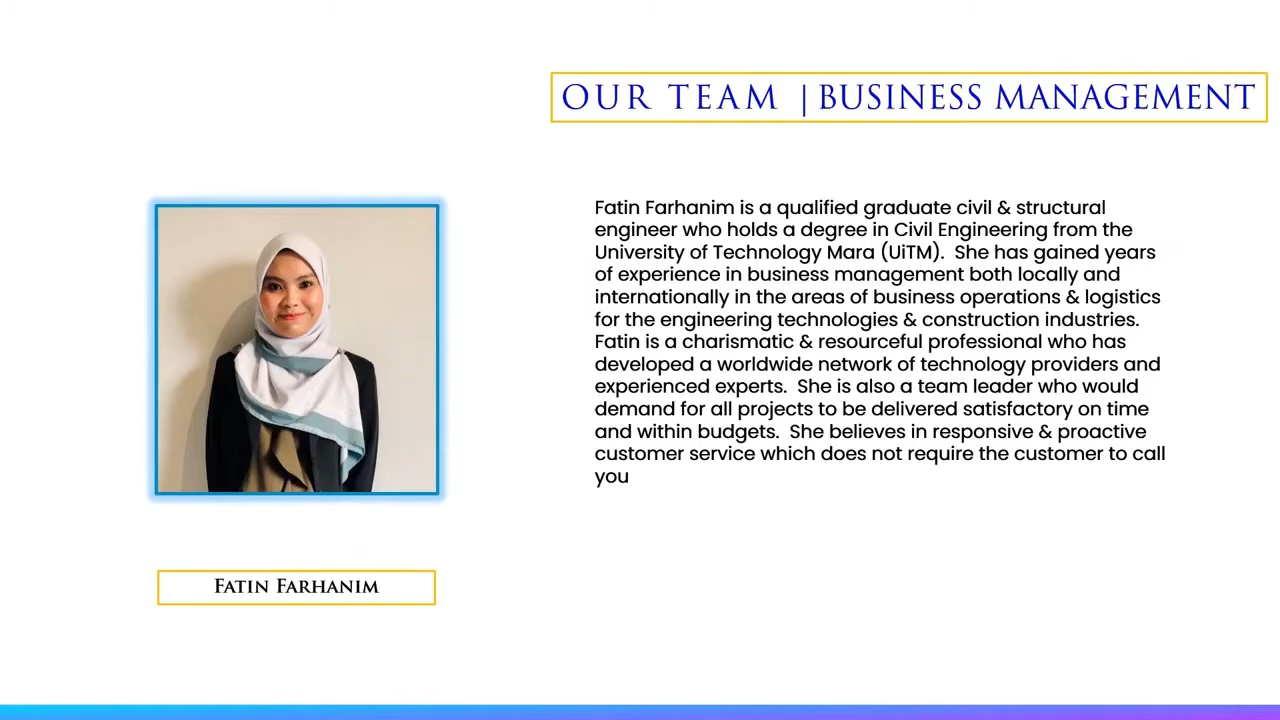 OUR TEAM | BUSINESS MANAGEMENT
Fatin Farhanim is a qualified graduate civil & structural
engineer who holds a degree in Civil Engineering from the
University of Technology Mara (UiTM).  She has gained years
of experience in business management both locally and
internationally in the areas of business operations & logistics
for the engineering technologies & construction industries.
Fatin is a charismatic & resourceful professional who has
developed a worldwide network of technology providers and
experienced experts.  She is also a team leader who would
demand for all projects to be delivered satisfactory on time
and within budgets.  She believes in responsive & proactive
customer service which does not require the customer to call
you
FATIN FARHANIM